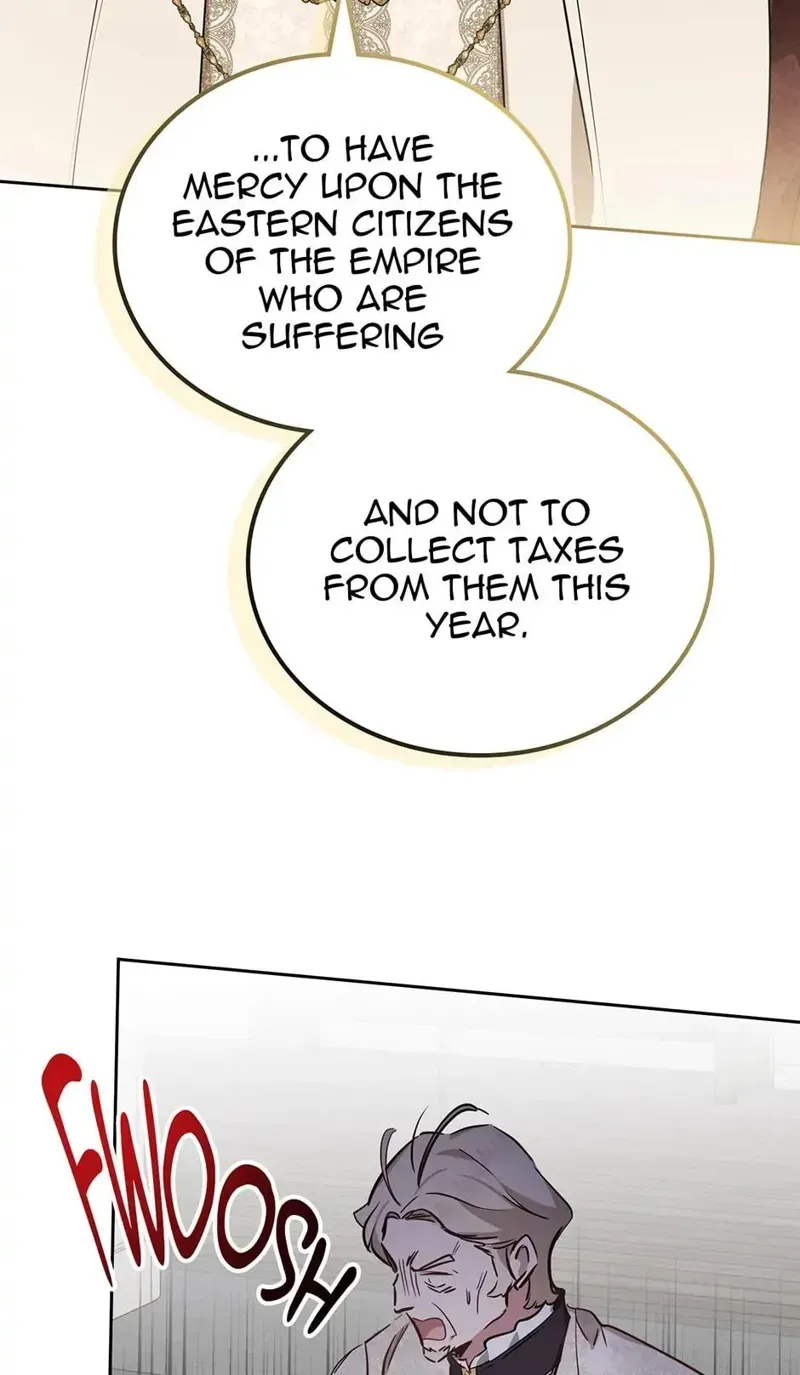 ...TO HAVE
MERCY UPON THE
EASTERN CITIZENS
OF THE EMPIRE
WHO ARE
SUFFERING
AND NOT TO
COLLECT TAXES
FROM THEM THIS
YEAR.
FWOOSH